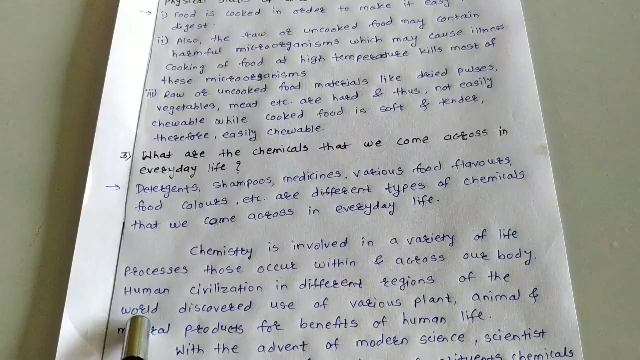 Physical states of
→ i) Food is cooked in order to make it easy
digest.
ii) Also, the raw or uncooked food may contain
harmful microorganisms which may cause illness
Cooking of food at high temperature kills most of
these microorganisms
iii) Raw or uncooked food materials like dried pulses,
vegetables, meat etc. are hard & thus, not easily
chewable while cooked food is soft & tender,
therefore, easily chewable.
3) What are the chemicals that we come across in
everyday life?
→ Detergents, shampoos, medicines, various food flavours,
food colours, etc. are different types of chemicals
that we come across in everyday life.
Chemistry is involved in a variety of life
Processes those occur within & across our body.
Human civilization in different regions of the
world discovered use of various plant, animal &
products for benefits of human life.
With the advent of modern science, scientist
chemicals